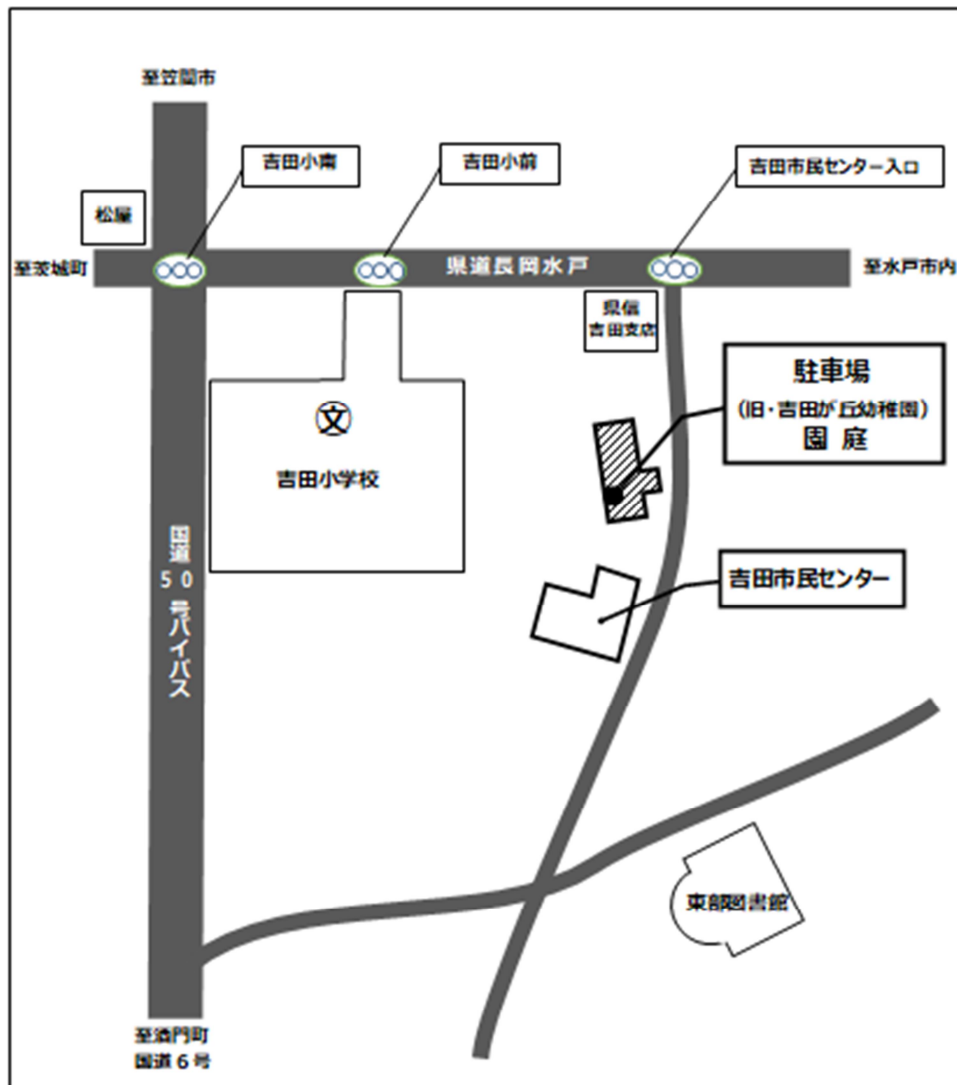 至笠間市
吉田小南
吉田小前
吉田市民センター入口
松屋
至茨城町
県道長岡水戸
至水戸市内
県信
吉田支店
駐車場
(旧・吉田が丘幼稚園)
園庭
文
吉田小学校
国道50号バイパス
吉田市民センター
東部図書館
至酒門町
国道6号